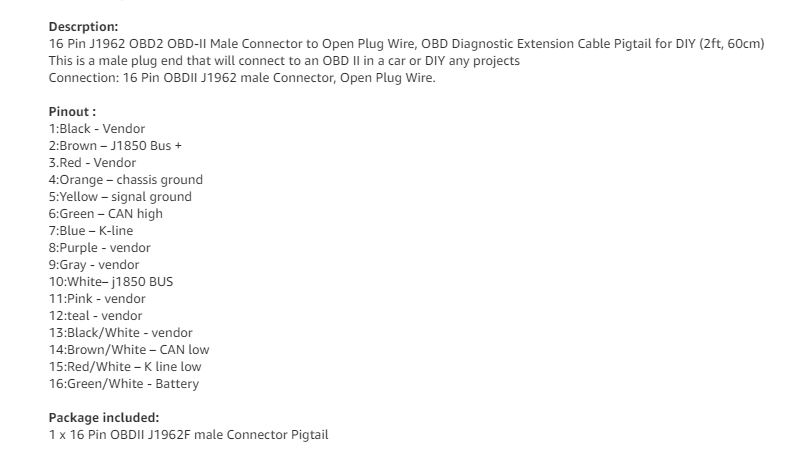 Descrption:
16 Pin J1962 OBD2 OBD-II Male Connector to Open Plug Wire, OBD Diagnostic Extension Cable Pigtail for DIY (2ft, 60cm)
This is a male plug end that will connect to an OBD II in a car or DIY any projects
Connection: 16 Pin OBDII J1962 male Connector, Open Plug Wire.
Pinout :
1:Black - Vendor
2:Brown – J1850 Bus +
3.Red - Vendor
4:Orange – chassis ground
5:Yellow – signal ground
6:Green – CAN high
7:Blue – K-line
8:Purple - vendor
9:Gray - vendor
10:White– j1850 BUS
11:Pink - vendor
12:teal - vendor
13:Black/White - vendor
14:Brown/White – CAN low
15:Red/White – K line low
16:Green/White - Battery
Package included:
1 x 16 Pin OBDII J1962F male Connector Pigtail